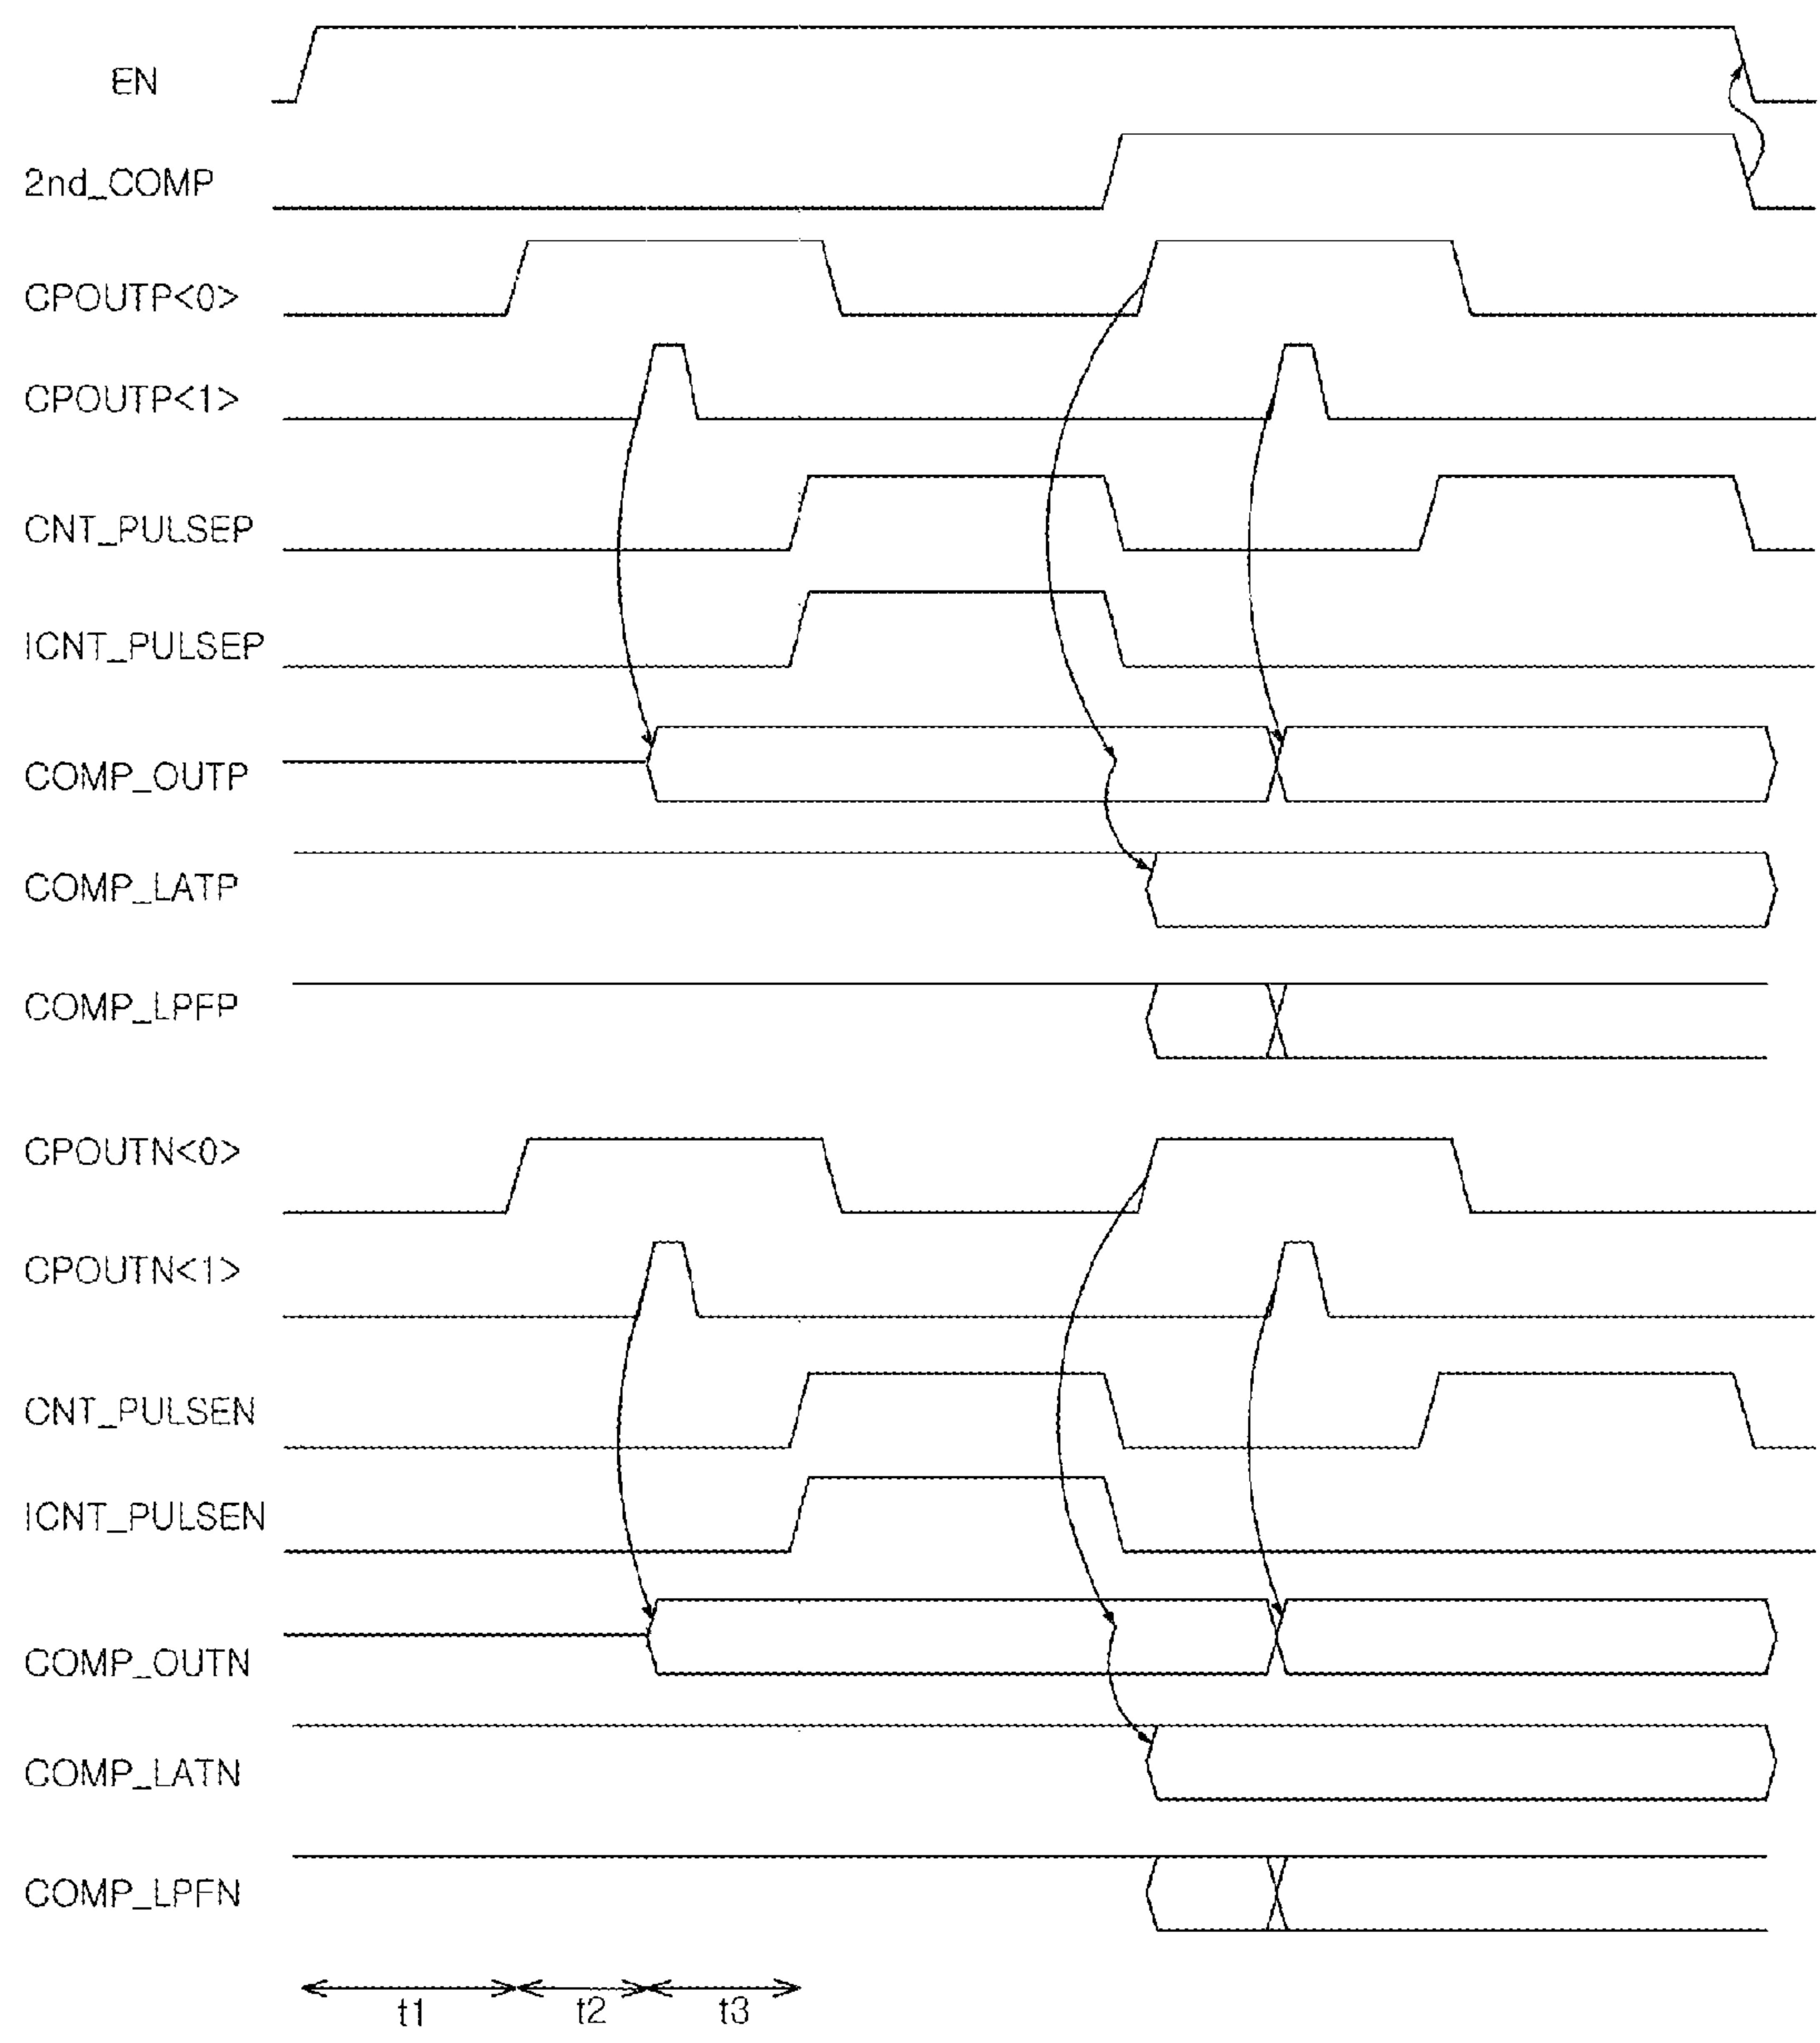 EN
2nd_COMP
CPOUTP<0>
CPOUTP<1>
CNT_PULSEP
ICNT_PULSEP
COMP_OUTP
COMP_LATP
COMP_LPFP
CPOUTN<0>
CPOUTN<1>
CNT_PULSEN
ICNT_PULSEN
COMP_OUTN
COMP_LATN
COMP_LPFN
t1 t2 t3